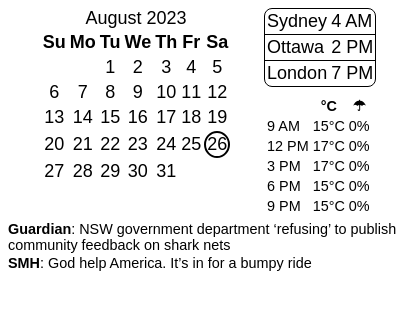 August 2023
Su Mo Tu We Th Fr Sa
1 2 3 4 5
6 7 8 9 10 11 12
13 14 15 16 17 18 19
20 21 22 23 24 25 26
27 28 29 30 31
Sydney 4 AM
Ottawa 2 PM
London 7 PM
°C ☂
9 AM 15°C 0%
12 PM 17°C 0%
3 PM 17°C 0%
6 PM 15°C 0%
9 PM 15°C 0%
Guardian: NSW government department ‘refusing’ to publish
community feedback on shark nets
SMH: God help America. It’s in for a bumpy ride